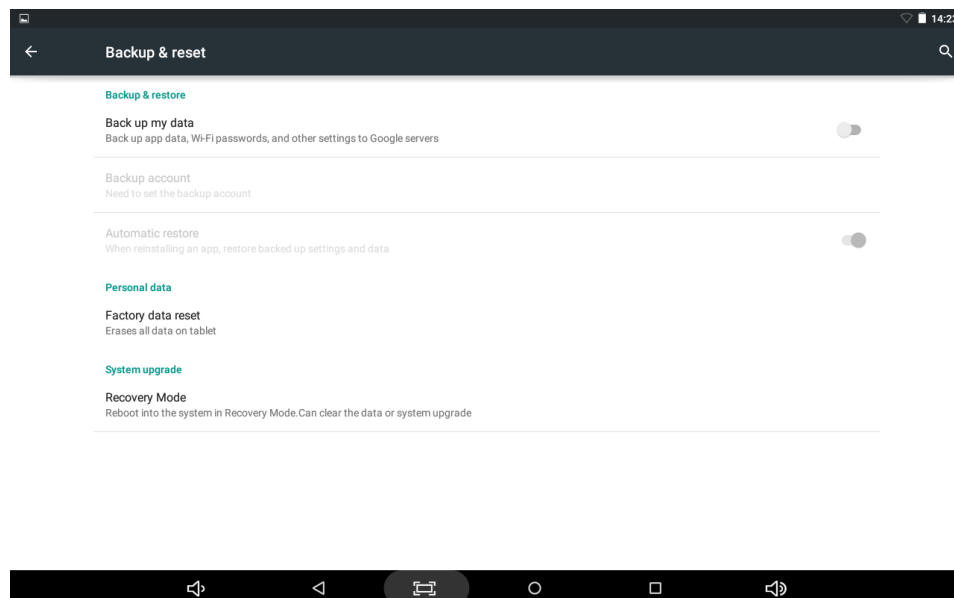 14:23
Backup & reset
Backup & restore
Back up my data
Back up app data, Wi-Fi passwords, and other settings to Google servers
Backup account
Need to set the backup account
Automatic restore
When reinstalling an app, restore backed up settings and data
Personal data
Factory data reset
Erases all data on tablet
System upgrade
Recovery Mode
Reboot into the system in Recovery Mode.Can clear the data or system upgrade